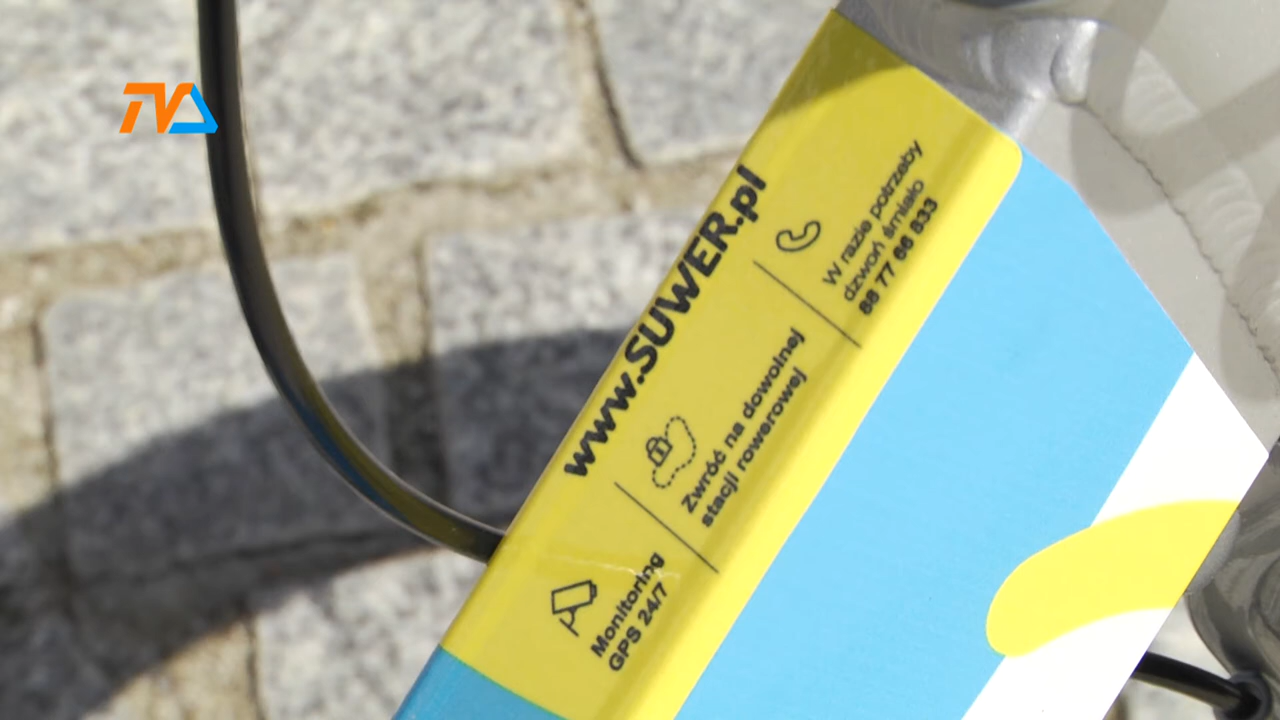 TVA
www.SUWER.pl
Monitoring
GPS 24/7
Zwróć na dowolnej
stacji rowerowej
W razie potrzeby
dzwoń śmiało
88 77 66 833